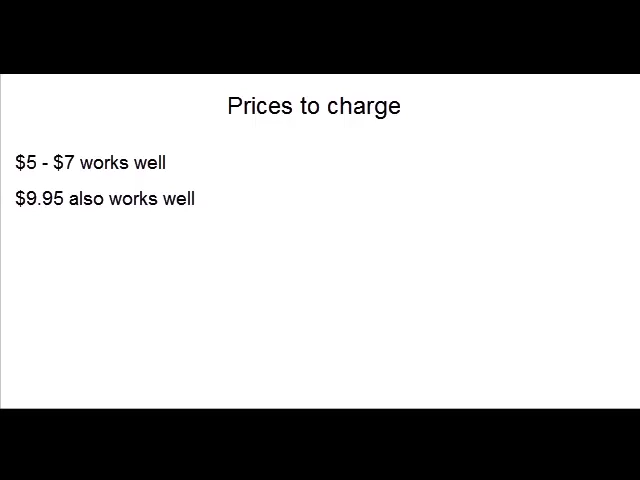 Prices to charge
$5 - $7 works well
$9.95 also works well